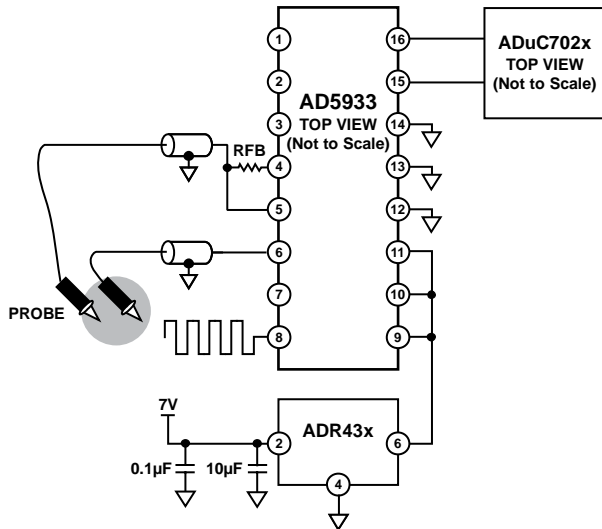 1
2
3
4
5
6
7
8
16
15
14
13
12
11
10
9
AD5933
TOP VIEW
(Not to Scale)
ADuC702x
TOP VIEW
(Not to Scale)
RFB
PROBE
7V
0.1µF
10µF
2
ADR43x
6
4